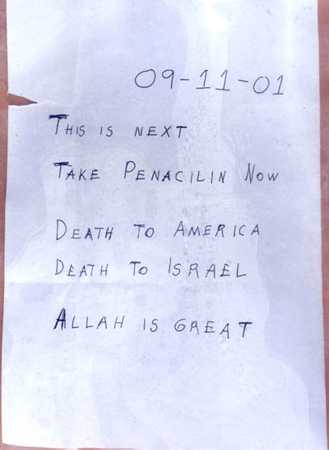 09-11-01
THIS IS NEXT
TAKE PENACILIN NOW
DEATH TO AMERICA
DEATH TO ISRAEL
ALLAH IS GREAT